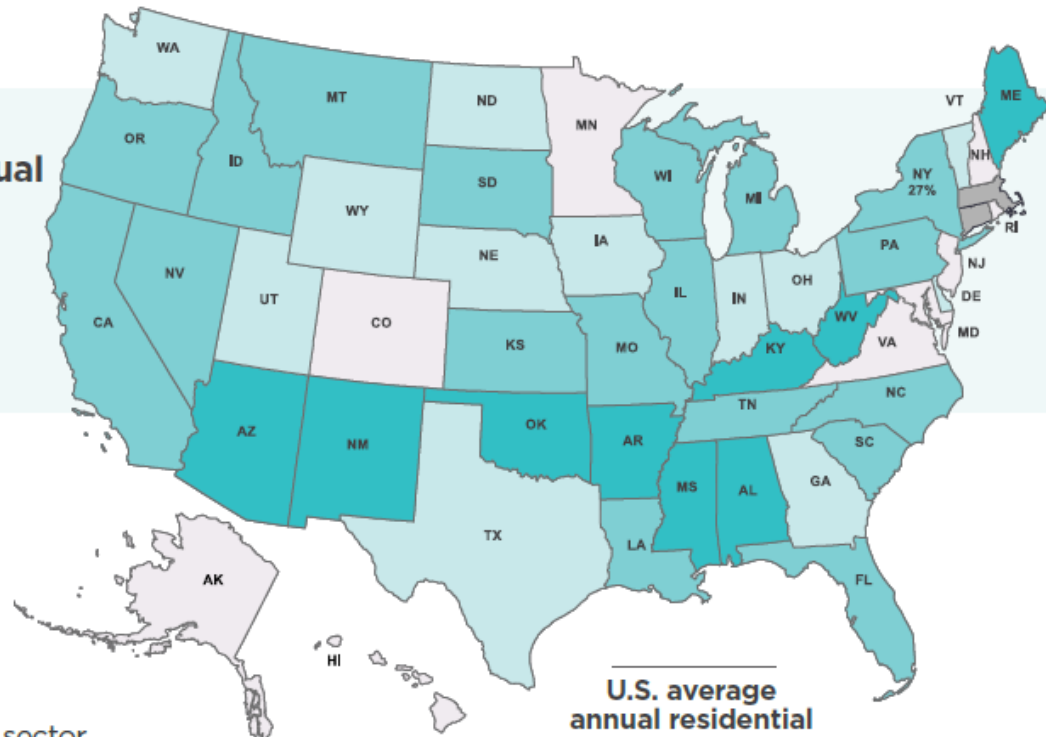 WA
MT
ND
MN
VT
ME
OR
ID
SD
WI
MI
NY
27%
NH
WY
IA
NE
PA
RI
NV
UT
CO
IL
IN
OH
NJ
DE
MD
CA
KS
MO
KY
WV
VA
AZ
NM
OK
AR
TN
NC
SC
MS
AL
GA
TX
LA
FL
AK
HI
ual
U.S. average
annual residential
sector